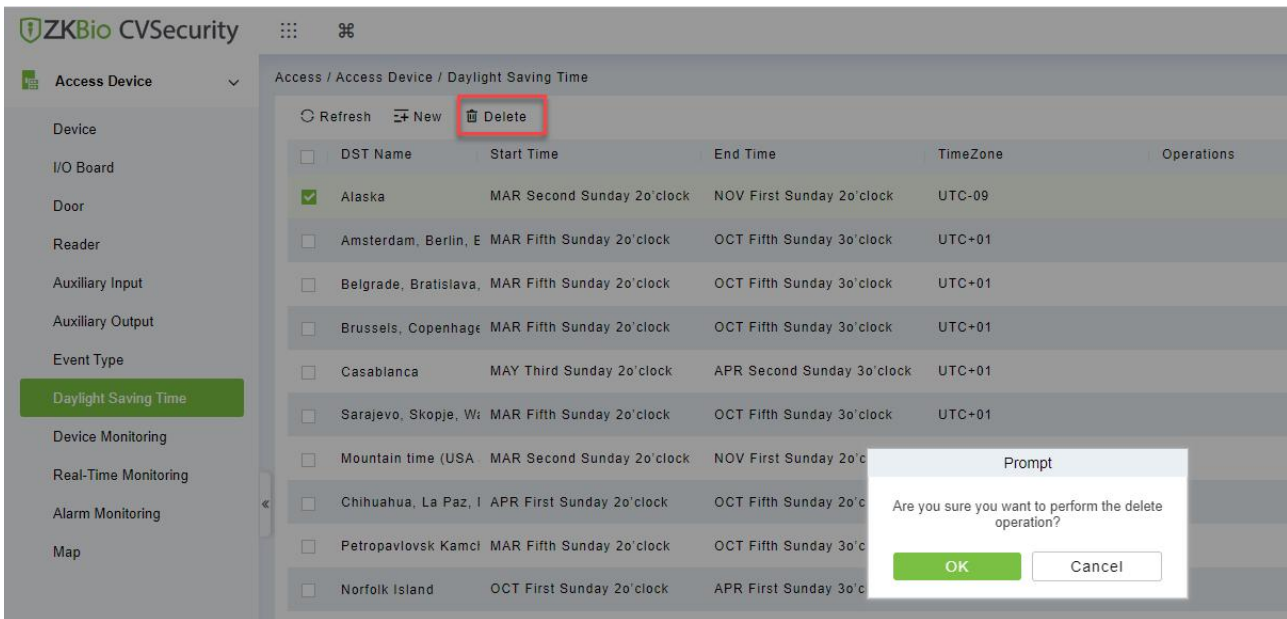 ZKBio CVSecurity
Access Device
Device
I/O Board
Door
Reader
Auxiliary Input
Auxiliary Output
Event Type
Daylight Saving Time
Device Monitoring
Real-Time Monitoring
Alarm Monitoring
Map
Access / Access Device / Daylight Saving Time
Refresh New Delete
DST Name Start Time End Time TimeZone Operations
Alaska MAR Second Sunday 2o'clock NOV First Sunday 2o'clock UTC-09
Amsterdam, Berlin, MAR Fifth Sunday 2o'clock OCT Fifth Sunday 3o'clock UTC+01
Belgrade, Bratislava, MAR Fifth Sunday 2o'clock OCT Fifth Sunday 3o'clock UTC+01
Brussels, MAR Fifth Sunday 2o'clock OCT Fifth Sunday 3o'clock UTC+01
Casablanca MAY Third Sunday 2o'clock APR Second Sunday 3o'clock UTC+01
Sarajevo, Skopje, MAR Fifth Sunday 2o'clock OCT Fifth Sunday 3o'clock UTC+01
Mountain time (USA MAR Second Sunday 2o'clock NOV First Sunday
Chihuahua, La Paz, APR First Sunday 2o'clock OCT Fifth Sunday
Petropavlovsk MAR Fifth Sunday 2o'clock OCT Fifth Sunday
Norfolk Island OCT First Sunday 2o'clock APR First Sunday
Prompt
Are you sure you want to perform the delete
operation?
OK Cancel